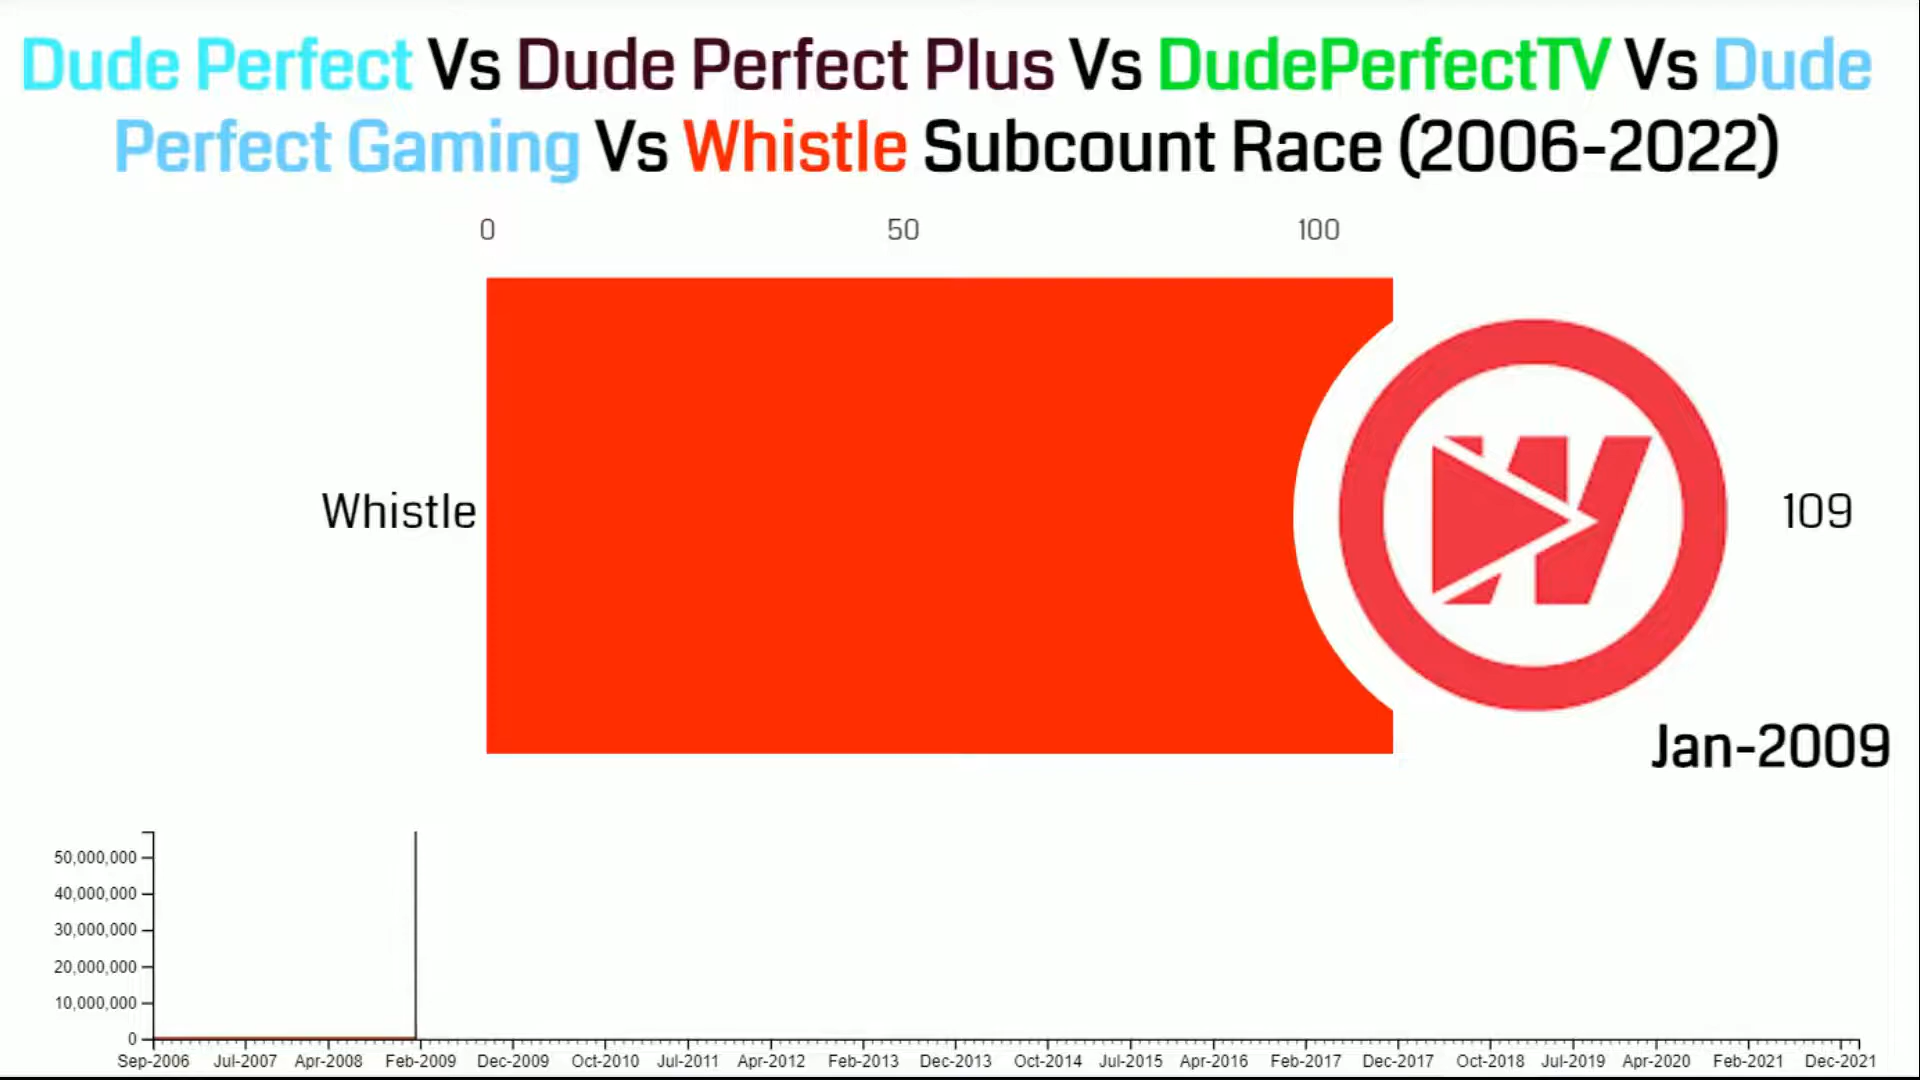 Dude Perfect Vs Dude Perfect Plus Vs DudePerfectTV Vs Dude
Perfect Gaming Vs Whistle Subcount Race (2006-2022)
0 50 100
Whistle 109
Jan-2009
50,000,000
40,000,000
30,000,000
20,000,000
10,000,000
0
Sep-2006 Jul-2007 Apr-2008 Feb-2009 Dec-2009 Oct-2010 Jul-2011 Apr-2012 Feb-2013 Dec-2013 Oct-2014 Jul-2015 Apr-2016 Feb-2017 Dec-2017 Oct-2018 Jul-2019 Apr-2020 Feb-2021 Dec-2021